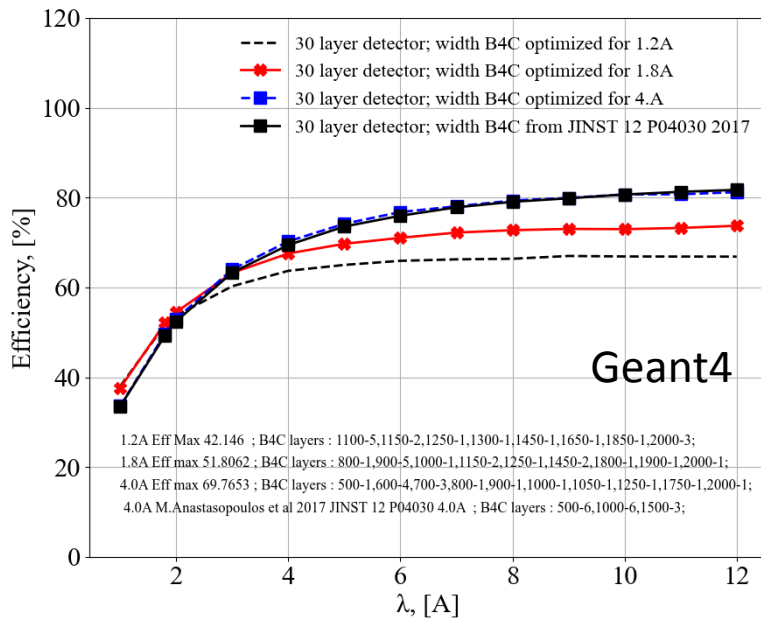 120
100
80
60
40
20
0
Efficiency, [%]
30 layer detector; width B4C optimized for 1.2A
30 layer detector; width B4C optimized for 1.8A
30 layer detector; width B4C optimized for 4.A
30 layer detector; width B4C from JINST 12 P04030 2017
Geant4
1.2A Eff Max 42.146 ; B4C layers : 1100-5,1150-2,1250-1,1300-1,1450-1,1650-1,1850-1,2000-3;
1.8A Eff max 51.8062 ; B4C layers : 800-1,900-5,1000-1,1150-2,1250-1,1450-2,1800-1,1900-1,2000-1;
4.0A Eff max 69.7653 ; B4C layers : 500-1,600-4,700-3,800-1,900-1,1000-1,1050-1,1250-1,1750-1,2000-1;
4.0A M.Anastasopoulos et al 2017 JINST 12 P04030 4.0A ; B4C layers : 500-6,1000-6,1500-3;
2 4 6 8 10 12
λ, [A]